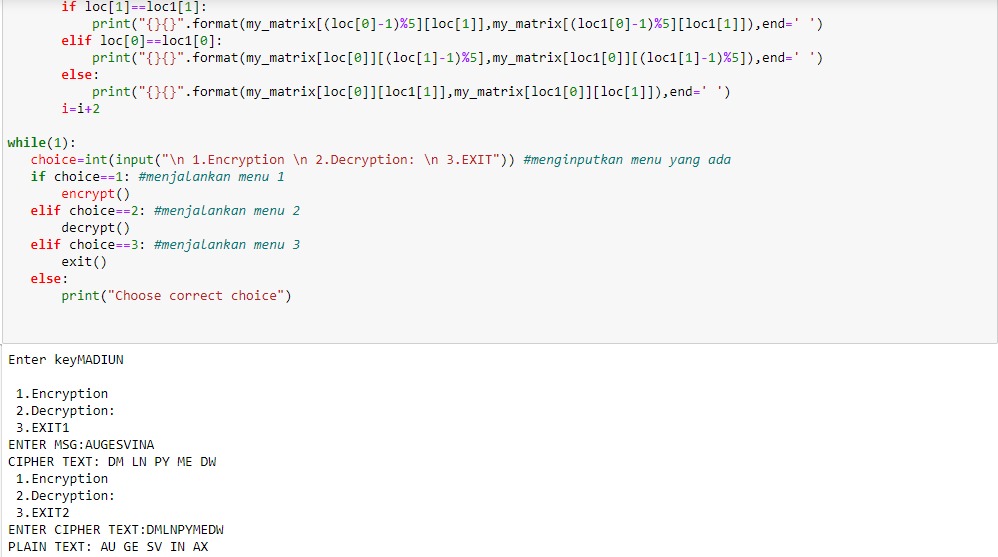 if loc[1]==loc1[1]:
print("{}{}".format(my_matrix[(loc[0]-1)%5][loc[1]],my_matrix[(loc1[0]-1)%5][loc1[1]]),end=' ')
elif loc[0]==loc1[0]:
print("{}{}".format(my_matrix[loc[0]][(loc[1]-1)%5],my_matrix[loc1[0]][(loc1[1]-1)%5]),end=' ')
else:
print("{}{}".format(my_matrix[loc[0]][loc1[1]],my_matrix[loc1[0]][loc[1]]),end=' ')
i=i+2
while(1):
choice=int(input("\n 1.Encryption \n 2.Decryption: \n 3.EXIT")) #menginputkan menu yang ada
if choice==1: #menjalankan menu 1
encrypt()
elif choice==2: #menjalankan menu 2
decrypt()
elif choice==3: #menjalankan menu 3
exit()
else:
print("Choose correct choice")
Enter keyMADIUN
1.Encryption
2.Decryption:
3.EXIT1
ENTER MSG:AUGESVINA
CIPHER TEXT: DM LN PY ME DW
1.Encryption
2.Decryption:
3.EXIT2
ENTER CIPHER TEXT:DMLNPYMEDW
PLAIN TEXT: AU GE SV IN AX